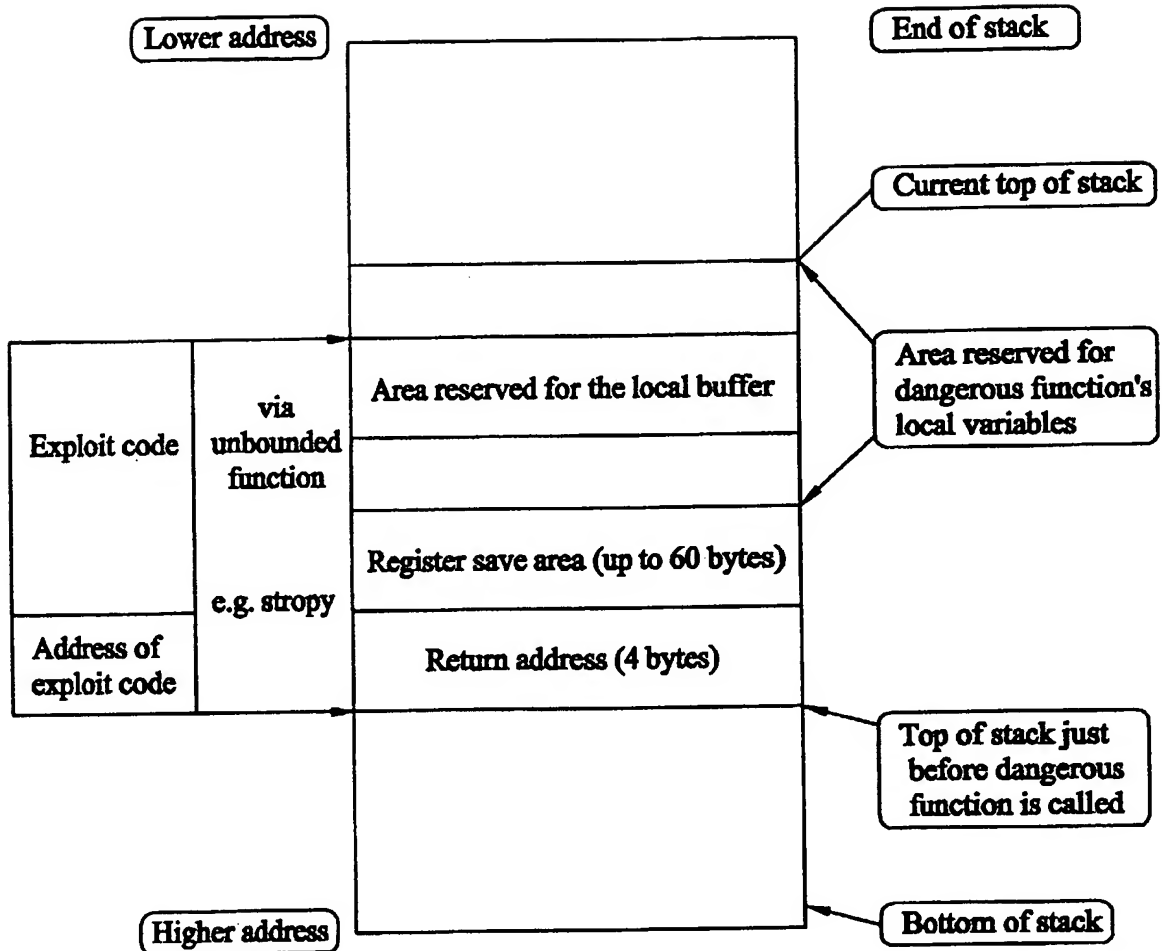 Lower address
End of stack
Current top of stack
Area reserved for the local buffer
Area reserved for
dangerous function's
local variables
Exploit code
via
unbounded
function
Register save area (up to 60 bytes)
e.g. stropy
Address of
exploit code
Return address (4 bytes)
Top of stack just
before dangerous
function is called
Higher address
Bottom of stack